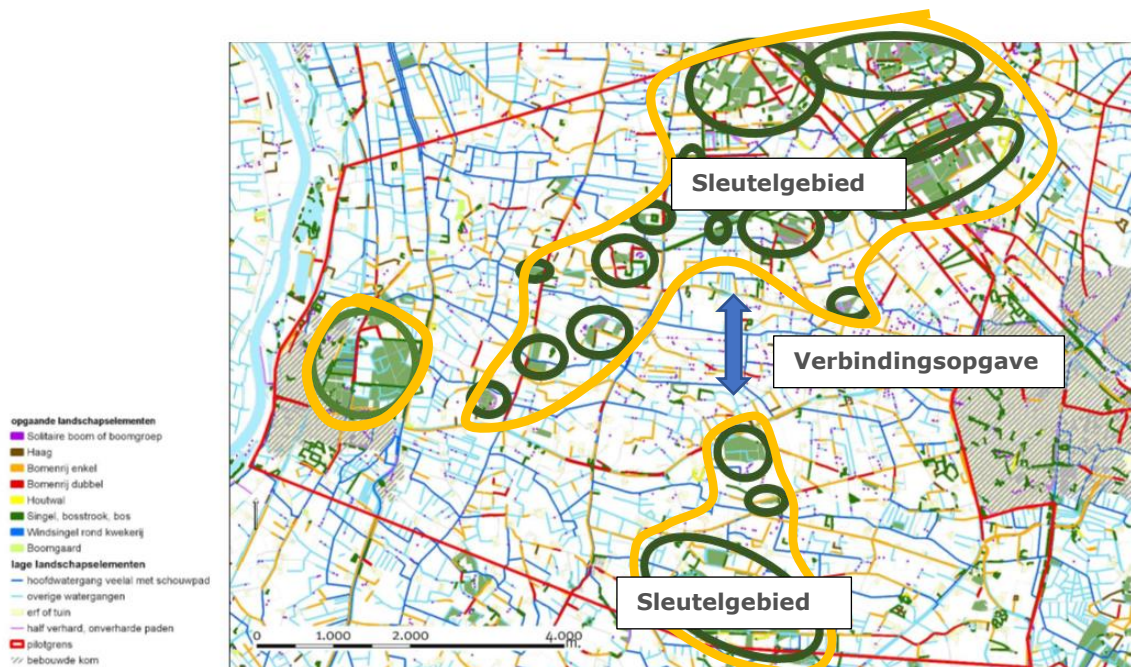 Sleutelgebied
Verbindingsopgave
Sleutelgebied
opgaande landschapselementen
Solitaire boom of boomgroep
Haag
Bomenrij enkel
Bomenrij dubbel
Houtwal
Singel, bosstrook, bos
Windsingel rond kwekerij
Boomgaard
lage landschapselementen
hoofdwatergang veelal met schouwpad
overige watergangen
erf of tuin
half verhard, onverharde paden
pilotgrens
bebouwde kom
0 1.000 2.000 4.000
m.